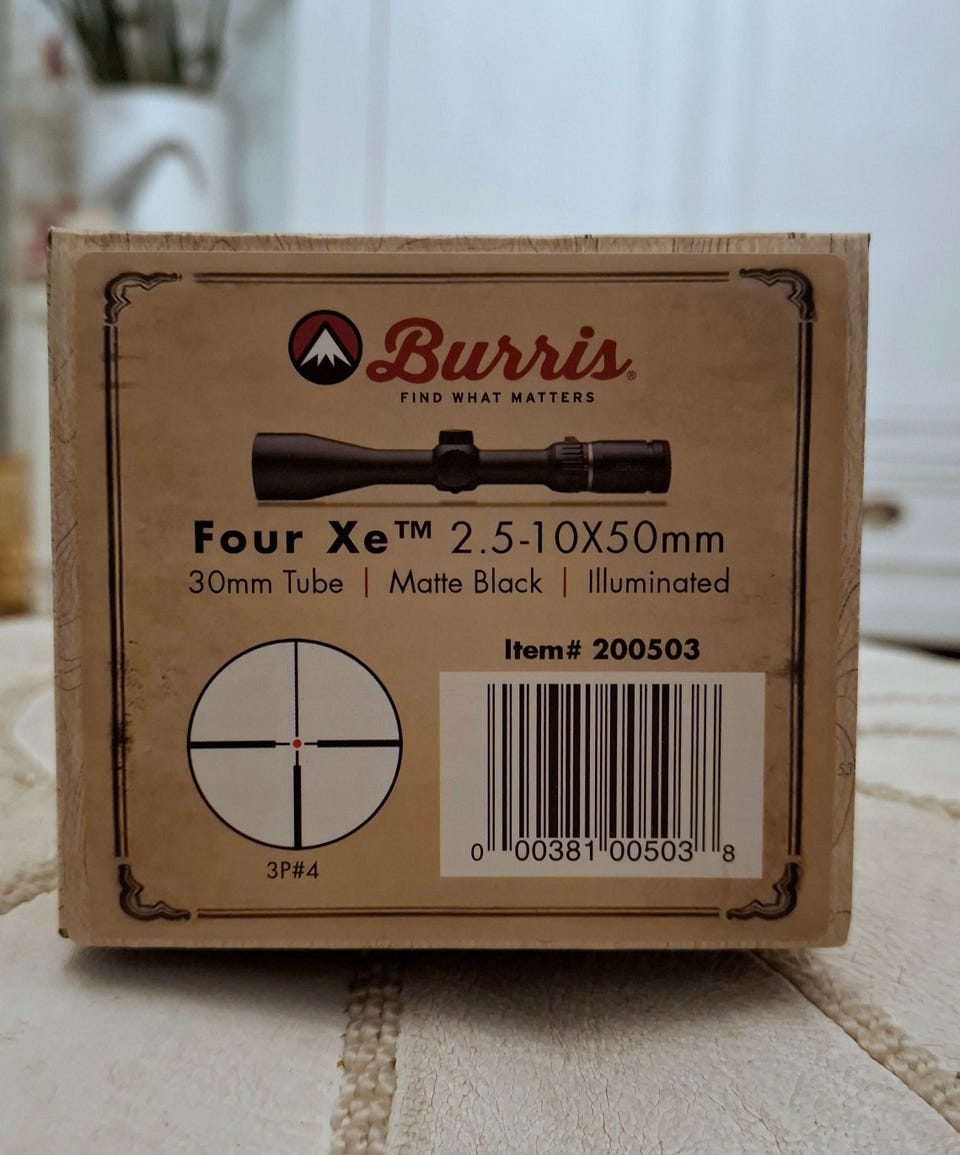 Burris®
FIND WHAT MATTERS
Four Xe™ 2.5-10X50mm
30mm Tube | Matte Black | Illuminated
Item# 200503
3P#4
0 00381 00503 8
53